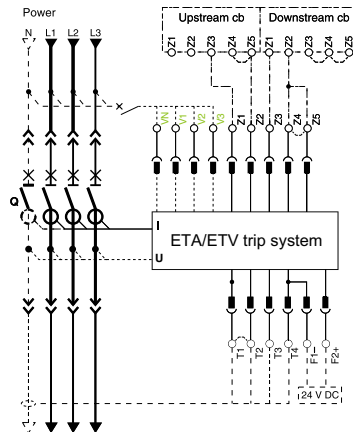 Power
Upstream cb Downstream cb
N L1 L2 L3
Z1 Z2 Z3 Z4 Z5 Z1 Z2 Z3 Z4 Z5
VN V1 V2 V3 Z1 Z2 Z3 Z4 Z5
Q
I
ETA/ETV trip system
U
T1 T2 T3 T4 F1– F2+
24 V DC